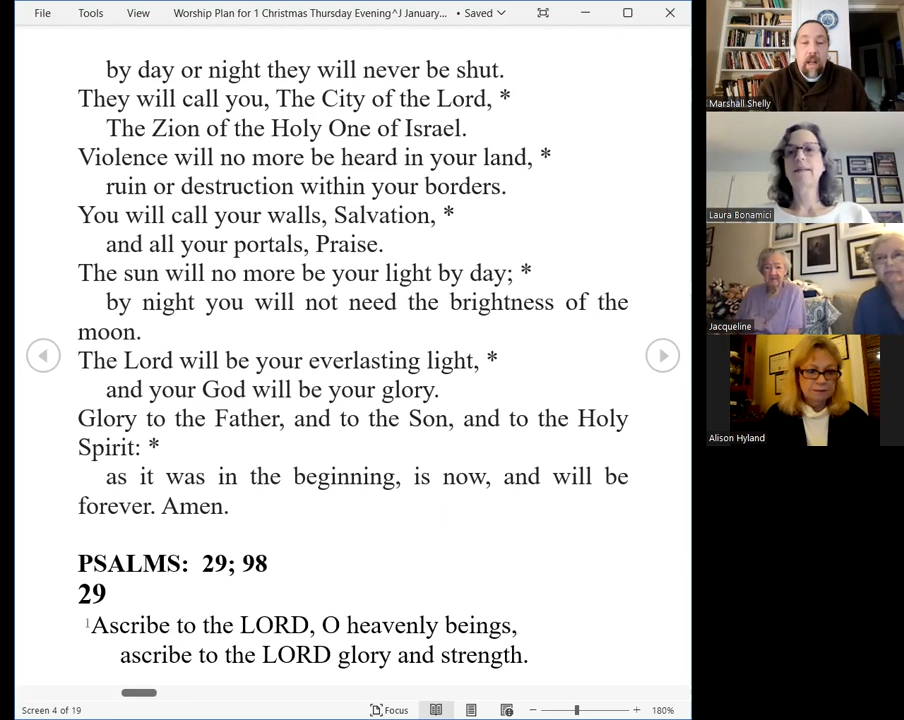 File Tools View Worship Plan for 1 Christmas Thursday Evening^J January... • Saved
by day or night they will never be shut.
They will call you, The City of the Lord, *
The Zion of the Holy One of Israel.
Violence will no more be heard in your land, *
ruin or destruction within your borders.
You will call your walls, Salvation, *
and all your portals, Praise.
The sun will no more be your light by day; *
by night you will not need the brightness of the
moon.
The Lord will be your everlasting light, *
and your God will be your glory.
Glory to the Father, and to the Son, and to the Holy
Spirit: *
as it was in the beginning, is now, and will be
forever. Amen.
PSALMS: 29; 98
29
1Ascribe to the LORD, O heavenly beings,
ascribe to the LORD glory and strength.
Screen 4 of 19 Focus 180%
Marshall Shelly
Laura Bonamici
Jacqueline
Alison Hyland